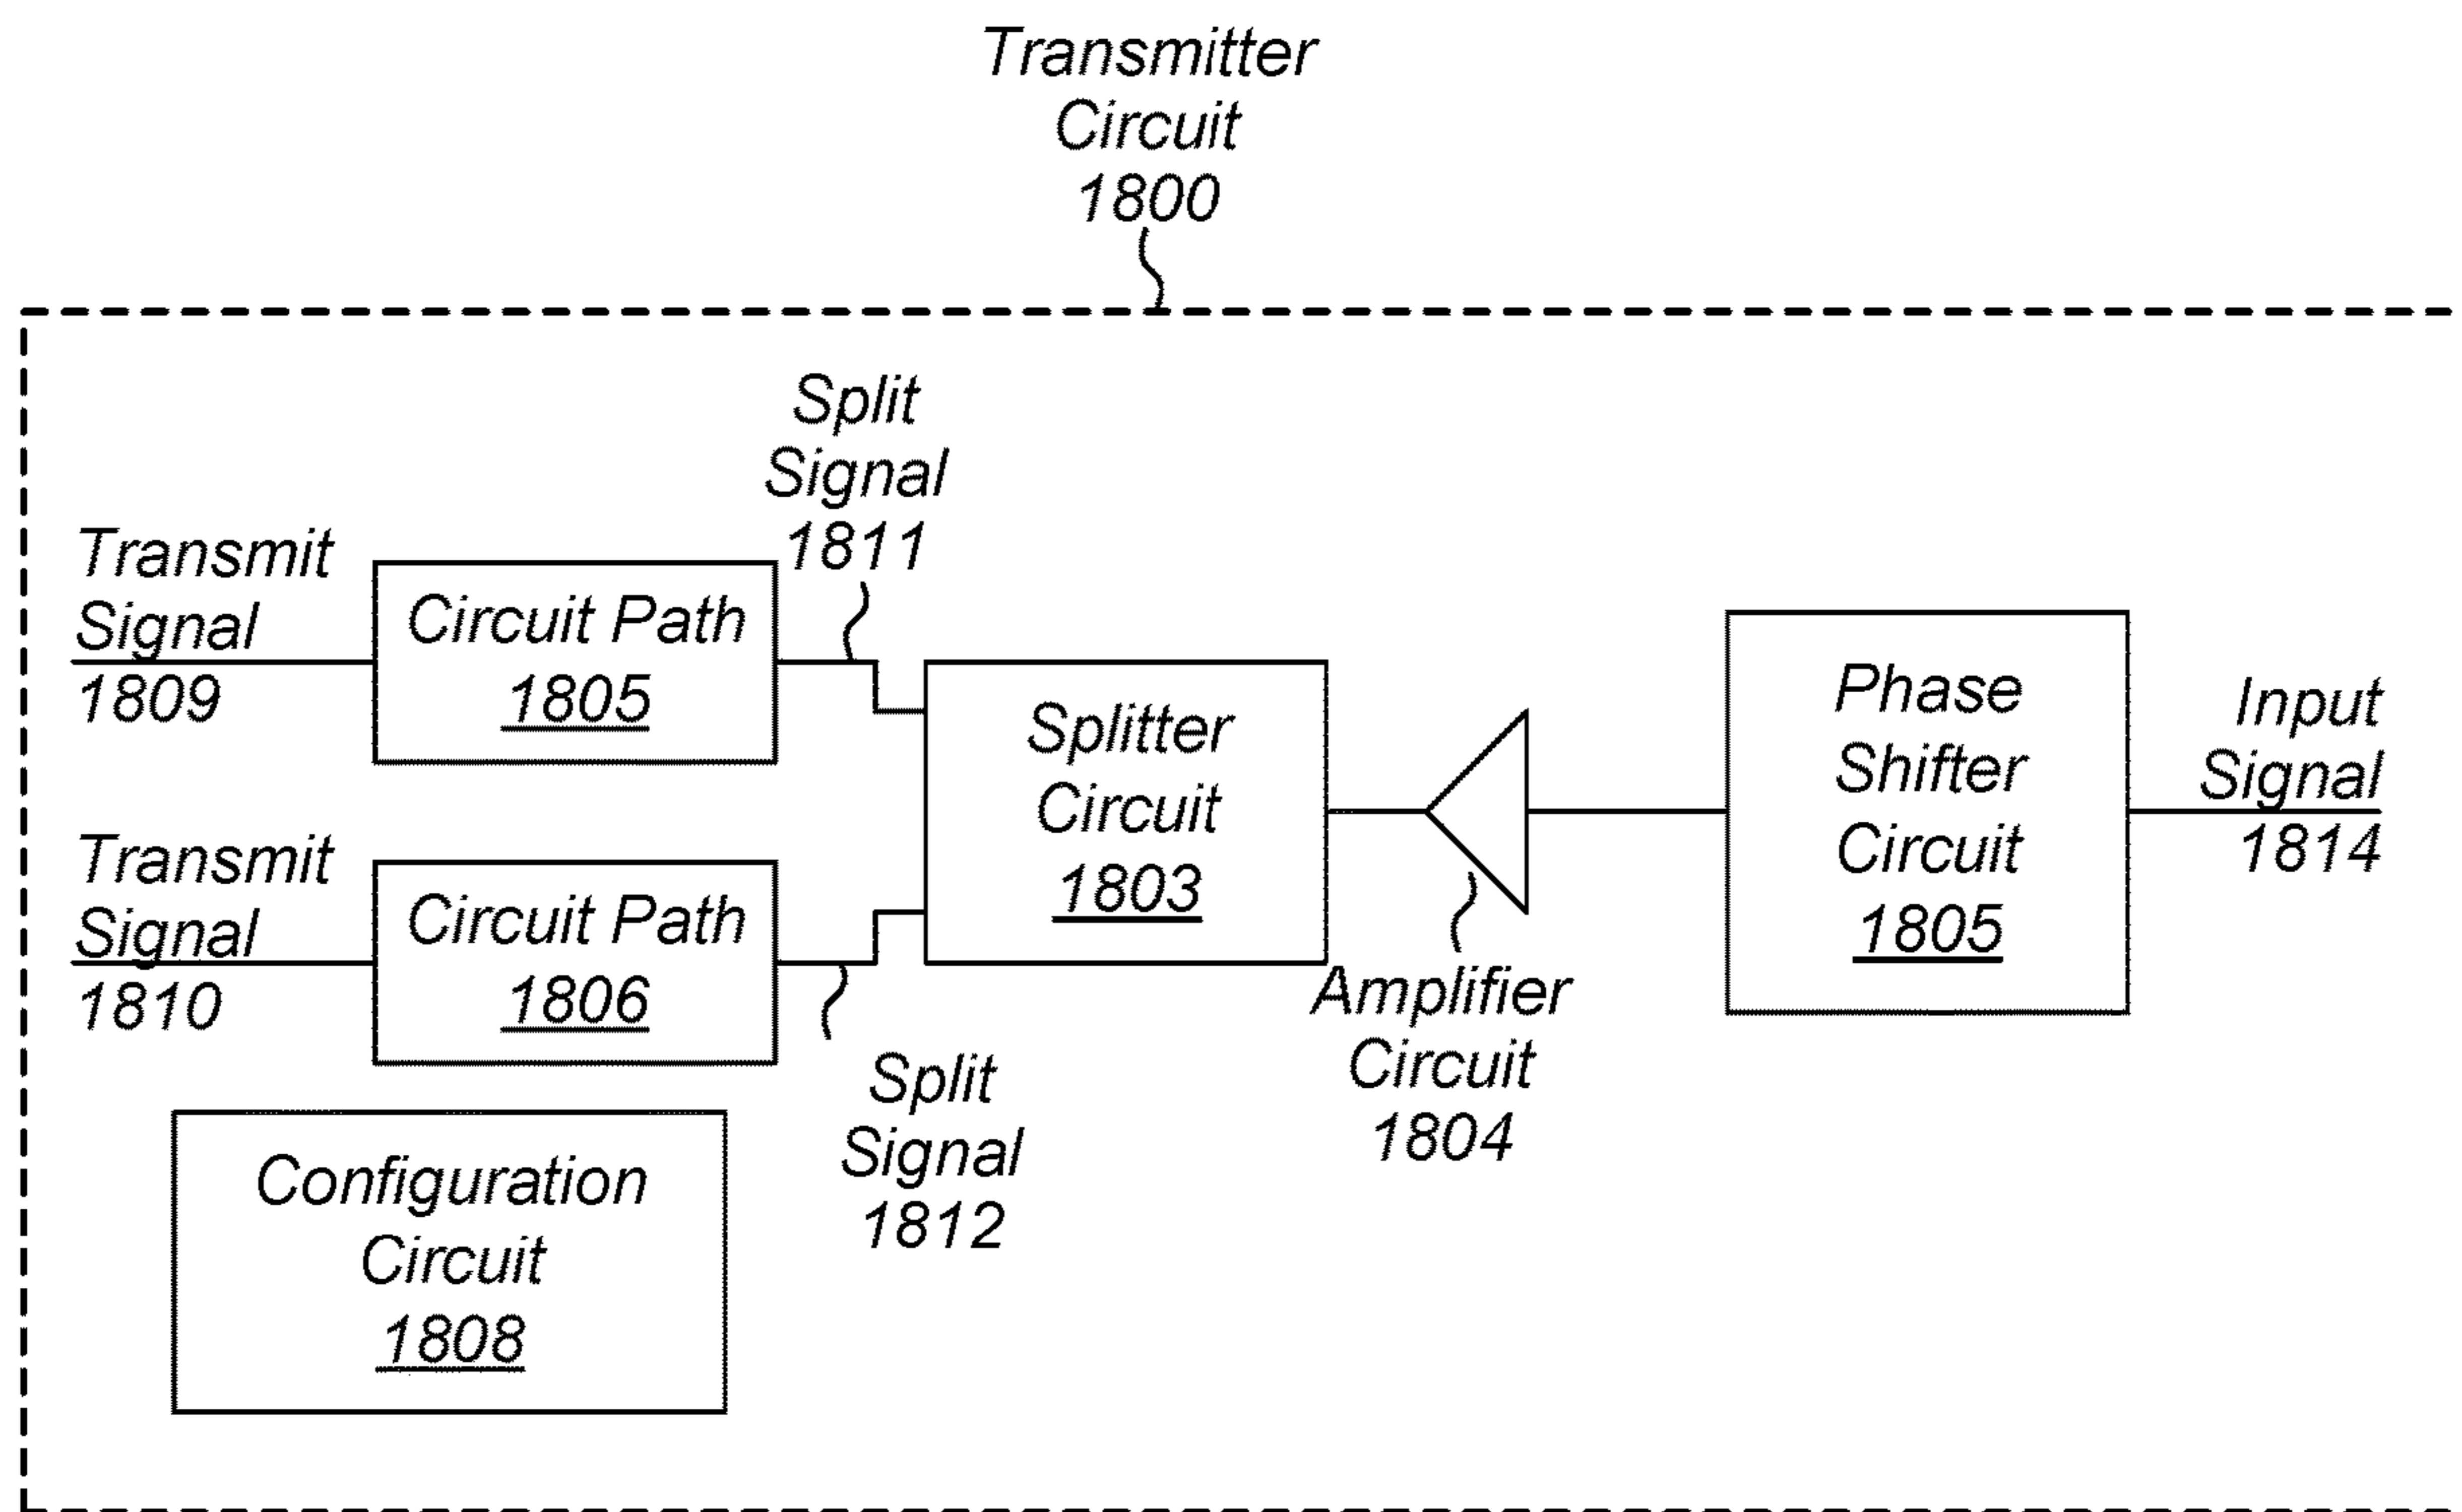 Transmitter
Circuit
1800
Split
Signal
1811
Transmit
Signal
1809
Circuit Path
1805
Splitter
Circuit
1803
Phase
Shifter
Circuit
1805
Input
Signal
1814
Transmit
Signal
1810
Circuit Path
1806
Amplifier
Circuit
1804
Split
Signal
1812
Configuration
Circuit
1808